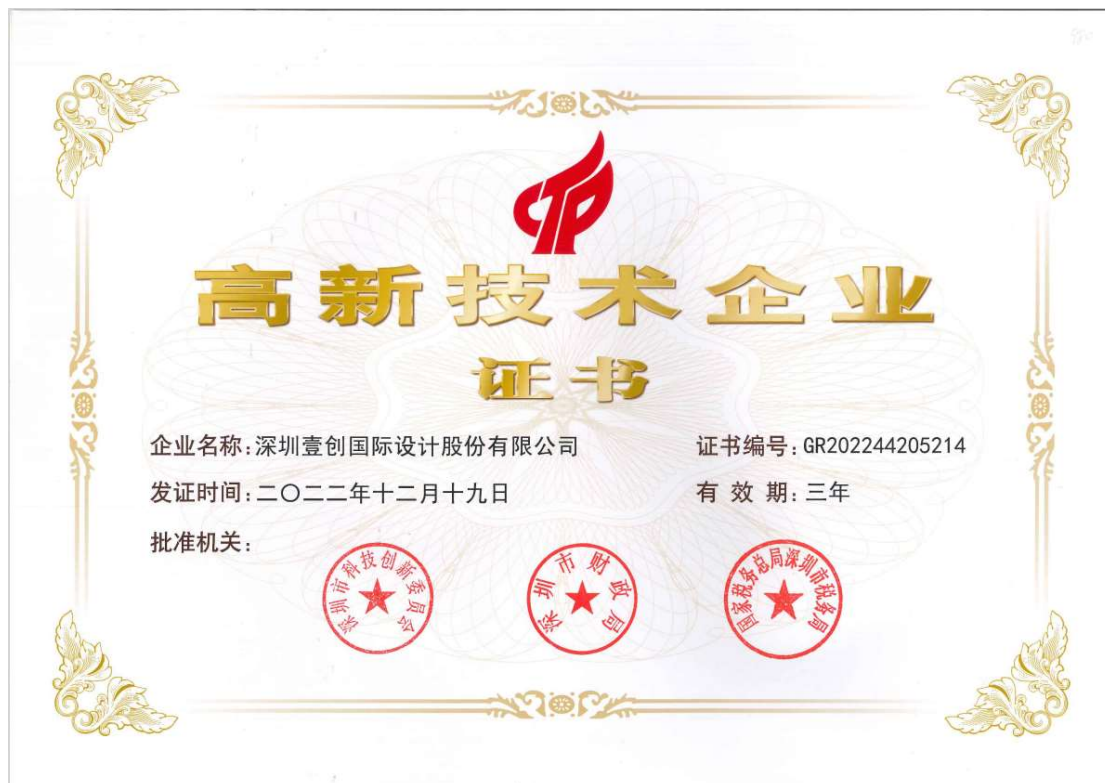 高新技术企业
证书
企业名称:深圳壹创国际设计股份有限公司
证书编号:GR202244205214
发证时间:二〇二二年十二月十九日
有 效 期:三年
批准机关:
深圳市科技创新委员会
深圳市财政局
国家税务总局深圳市税务局